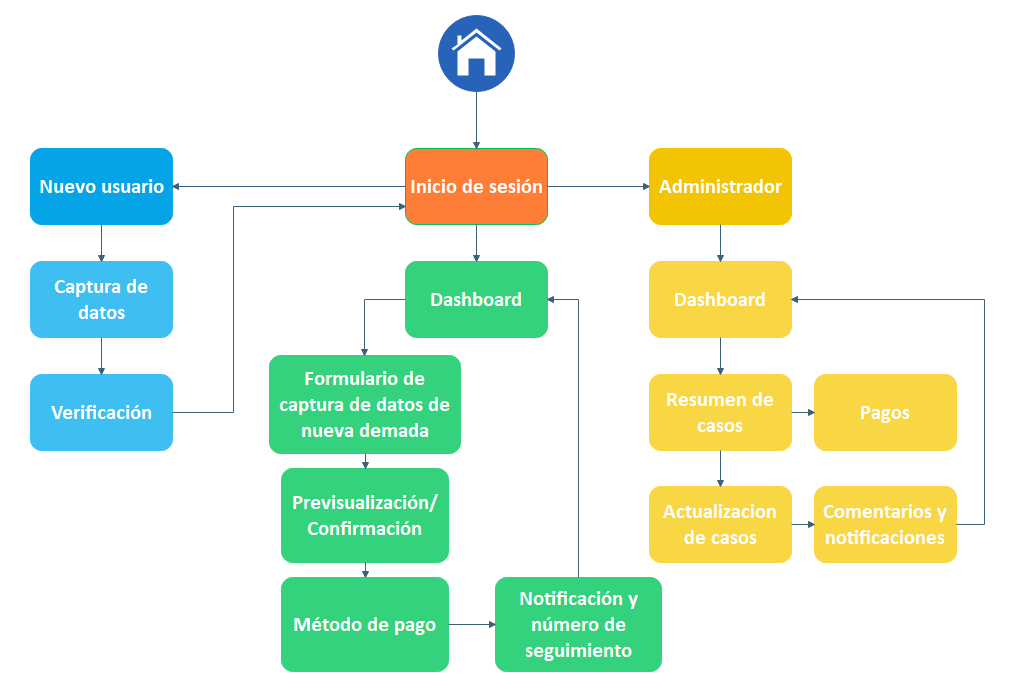 Nuevo usuario
Inicio de sesión
Administrador
Captura de
datos
Dashboard
Dashboard
Verificación
Formulario de
captura de datos de
nueva demada
Resumen de
casos
Pagos
Previsualización/
Confirmación
Actualizacion
de casos
Comentarios y
notificaciones
Método de pago
Notificación y
número de
seguimiento